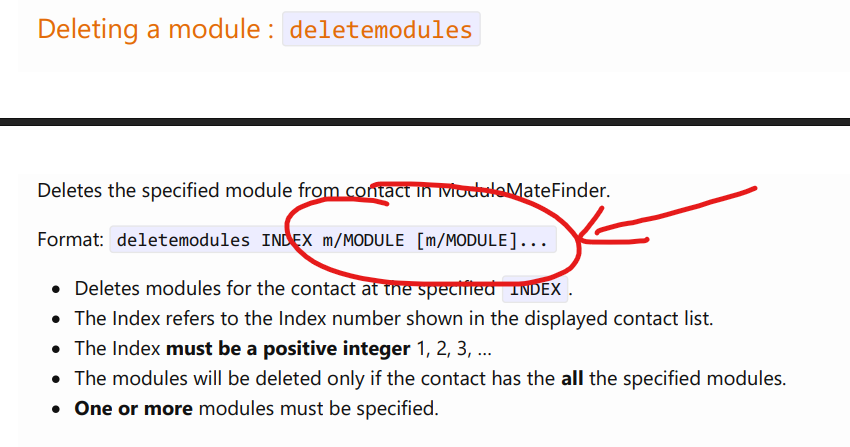 Deleting a module : deletemodules
Deletes the specified module from contact in ModuleMateFinder.
Format: deletemodules INDEX m/MODULE [m/MODULE]...
• Deletes modules for the contact at the specified INDEX.
• The Index refers to the Index number shown in the displayed contact list.
• The Index must be a positive integer 1, 2, 3, ...
• The modules will be deleted only if the contact has the all the specified modules.
• One or more modules must be specified.